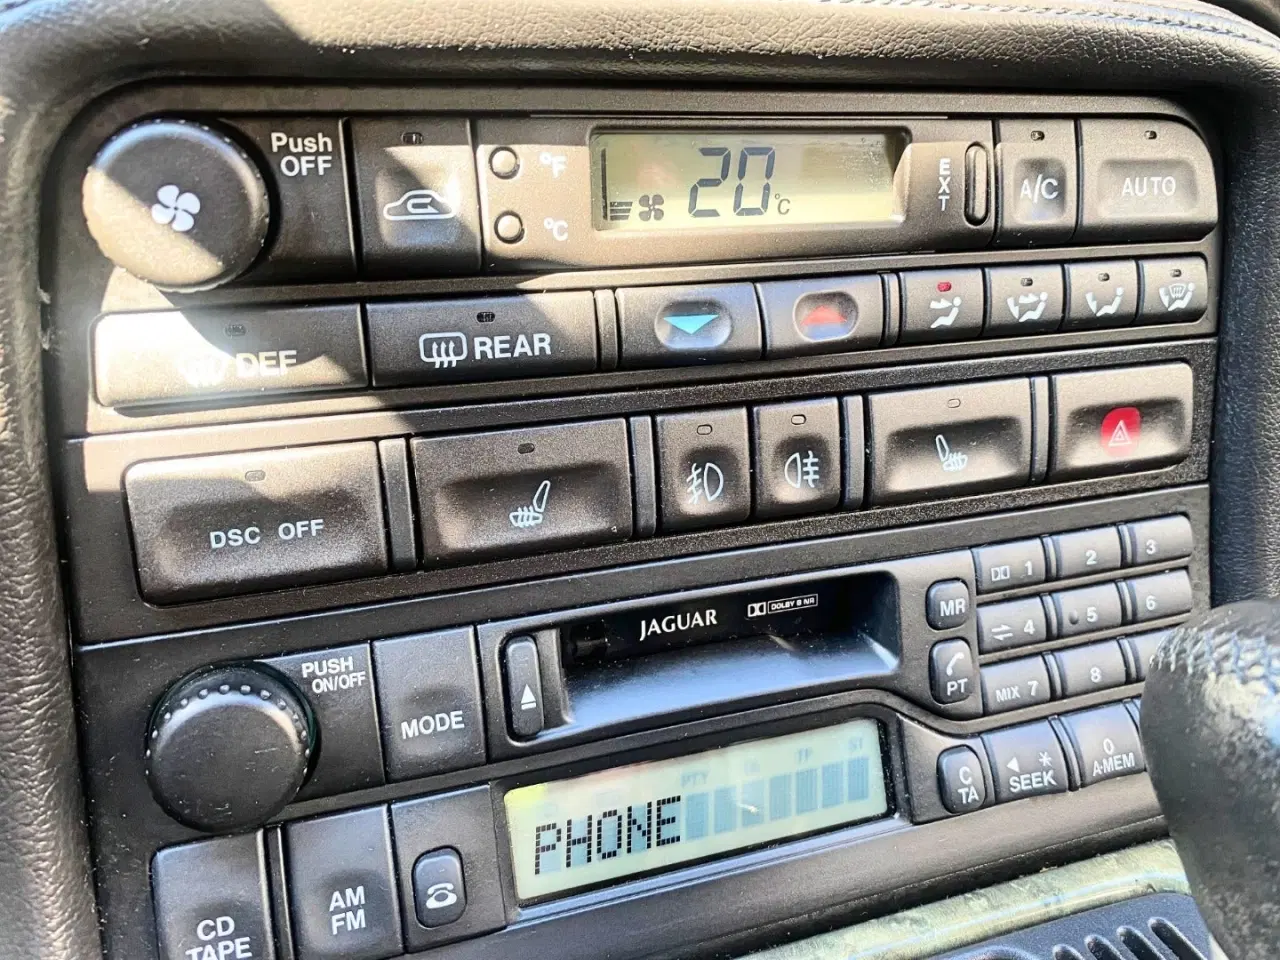 Push
OFF
°F
°C
20°C
EXT
A/C
AUTO
DEF
REAR
DSC OFF
PUSH
ON/OFF
MODE
JAGUAR
DOLBY B NR
MR
1
2
3
4
5
6
PT
MIX 7
8
PTY
TP
ST
PHONE
C
TA
SEEK
*
0
A·MEM
CD
TAPE
AM
FM